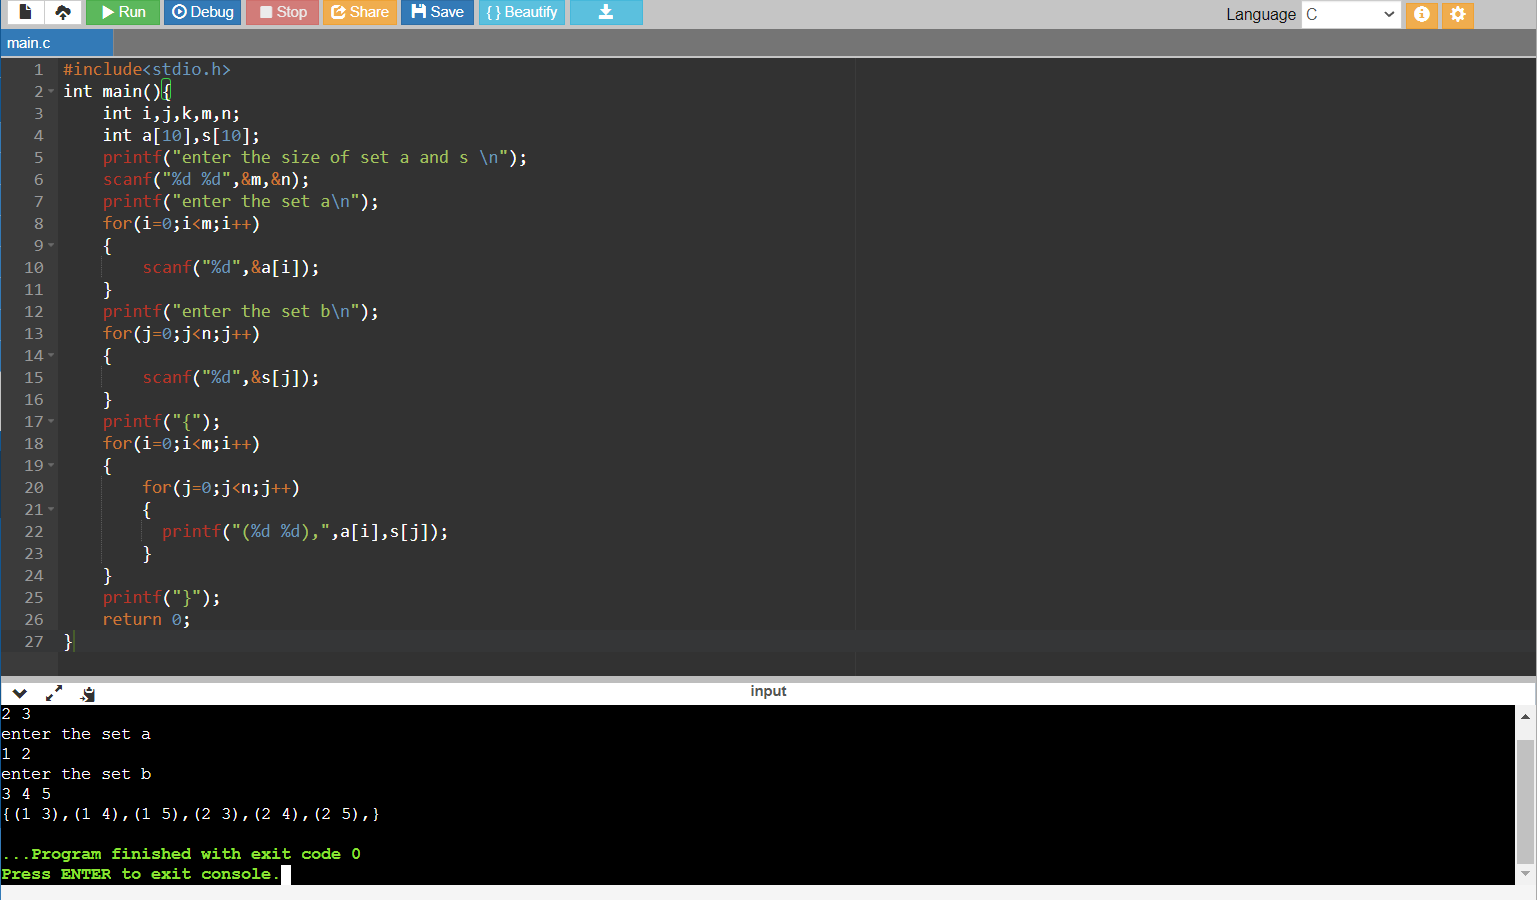 Run Debug Stop Share Save { } Beautify Language C
main.c
1 #include<stdio.h>
2 int main(){
3     int i,j,k,m,n;
4     int a[10],s[10];
5     printf("enter the size of set a and s \n");
6     scanf("%d %d",&m,&n);
7     printf("enter the set a\n");
8     for(i=0;i<m;i++)
9     {
10         scanf("%d",&a[i]);
11     }
12     printf("enter the set b\n");
13     for(j=0;j<n;j++)
14     {
15         scanf("%d",&s[j]);
16     }
17     printf("{");
18     for(i=0;i<m;i++)
19     {
20         for(j=0;j<n;j++)
21         {
22           printf("(%d %d),",a[i],s[j]);
23         }
24     }
25     printf("}");
26     return 0;
27 }
input
2 3
enter the set a
1 2
enter the set b
3 4 5
{(1 3),(1 4),(1 5),(2 3),(2 4),(2 5),}
...Program finished with exit code 0
Press ENTER to exit console.